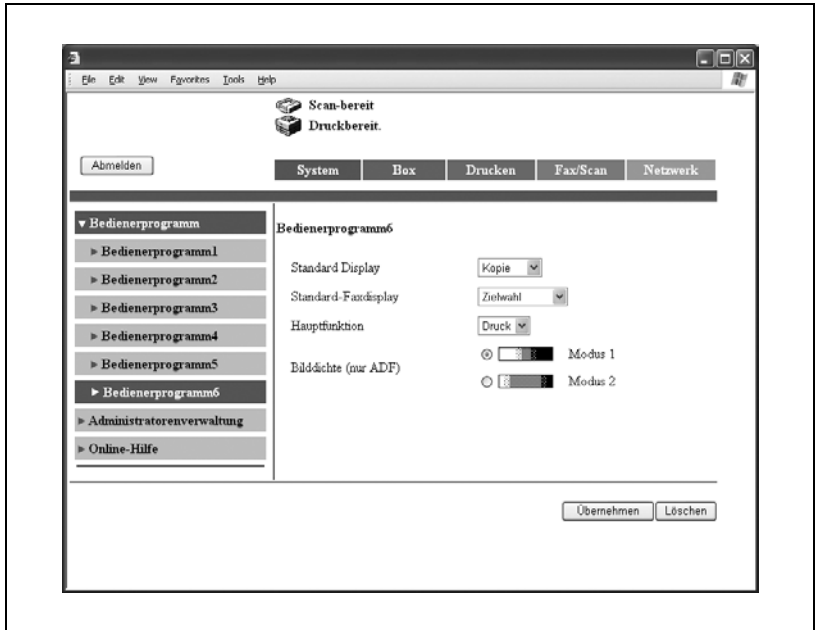 File Edit View Favorites Tools Help
Scan-bereit
Druckbereit.
Abmelden
System Box Drucken Fax/Scan Netzwerk
Bedienerprogramm
Bedienerprogramm1
Bedienerprogramm2
Bedienerprogramm3
Bedienerprogramm4
Bedienerprogramm5
Bedienerprogramm6
Administratorenverwaltung
Online-Hilfe
Bedienerprogramm6
Standard Display Kopie
Standard-Faxdisplay Zielwahl
Hauptfunktion Druck
Bilddichte (nur ADF) Modus 1
Modus 2
Übernehmen Löschen